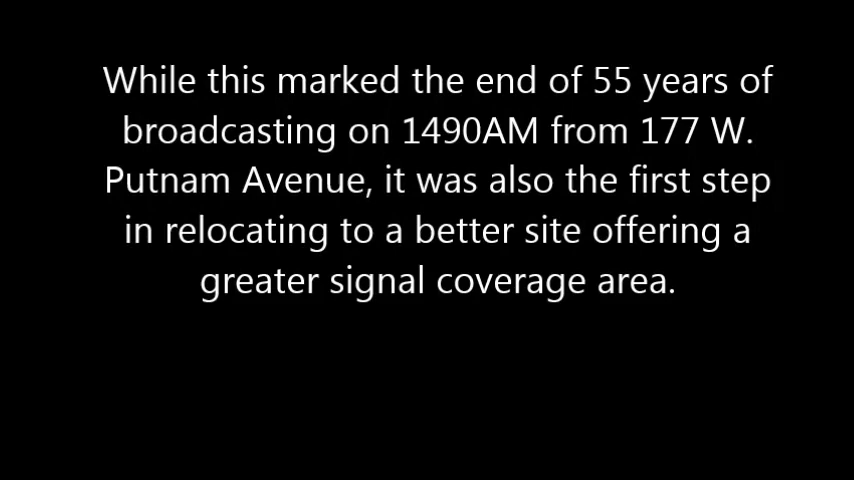 While this marked the end of 55 years of
broadcasting on 1490AM from 177 W.
Putnam Avenue, it was also the first step
in relocating to a better site offering a
greater signal coverage area.